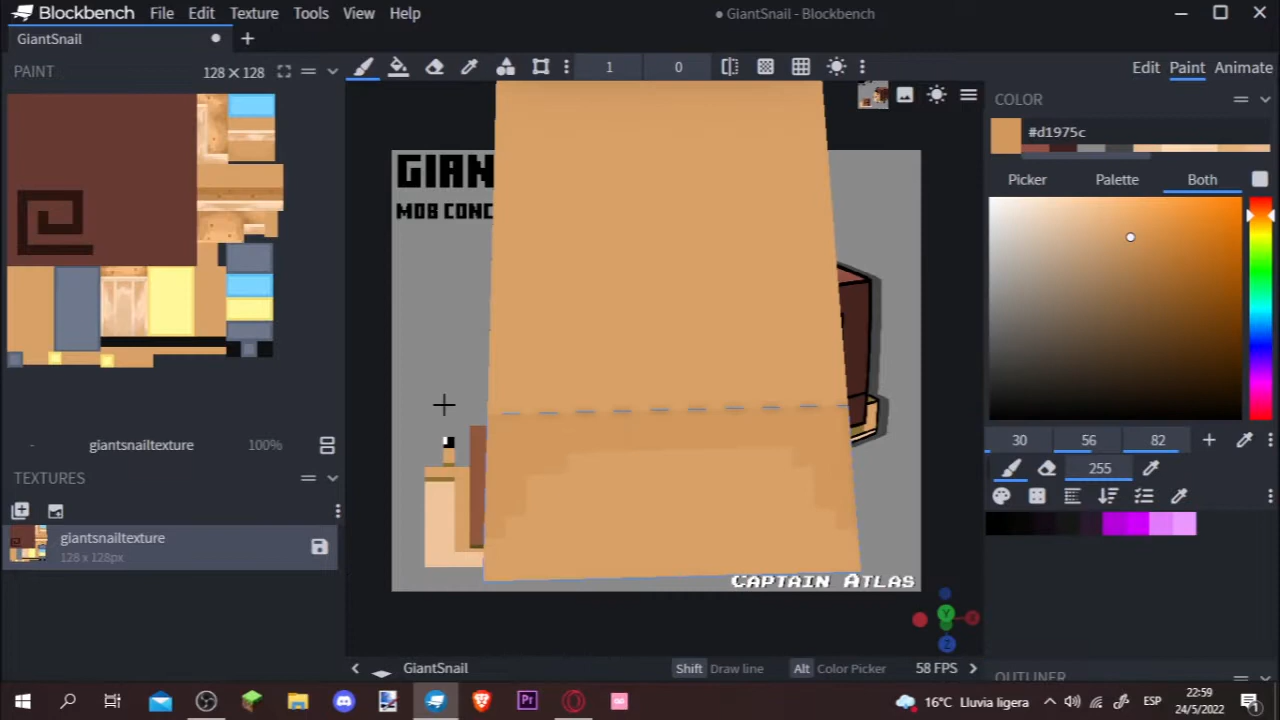 Blockbench File Edit Texture Tools View Help
GiantSnail - Blockbench
GiantSnail
PAINT
128 × 128
1
0
Edit Paint Animate
COLOR
#d1975c
Picker Palette Both
GIAN
MOB CONC
30 56 82
255
giantsnailtexture
100%
TEXTURES
giantsnailtexture
128 x 128px
CAPTAIN ATLAS
OUTLINER
GiantSnail
Shift Draw line Alt Color Picker 58 FPS
Pr
16°C Lluvia ligera
ESP
22:59
24/5/2022
1